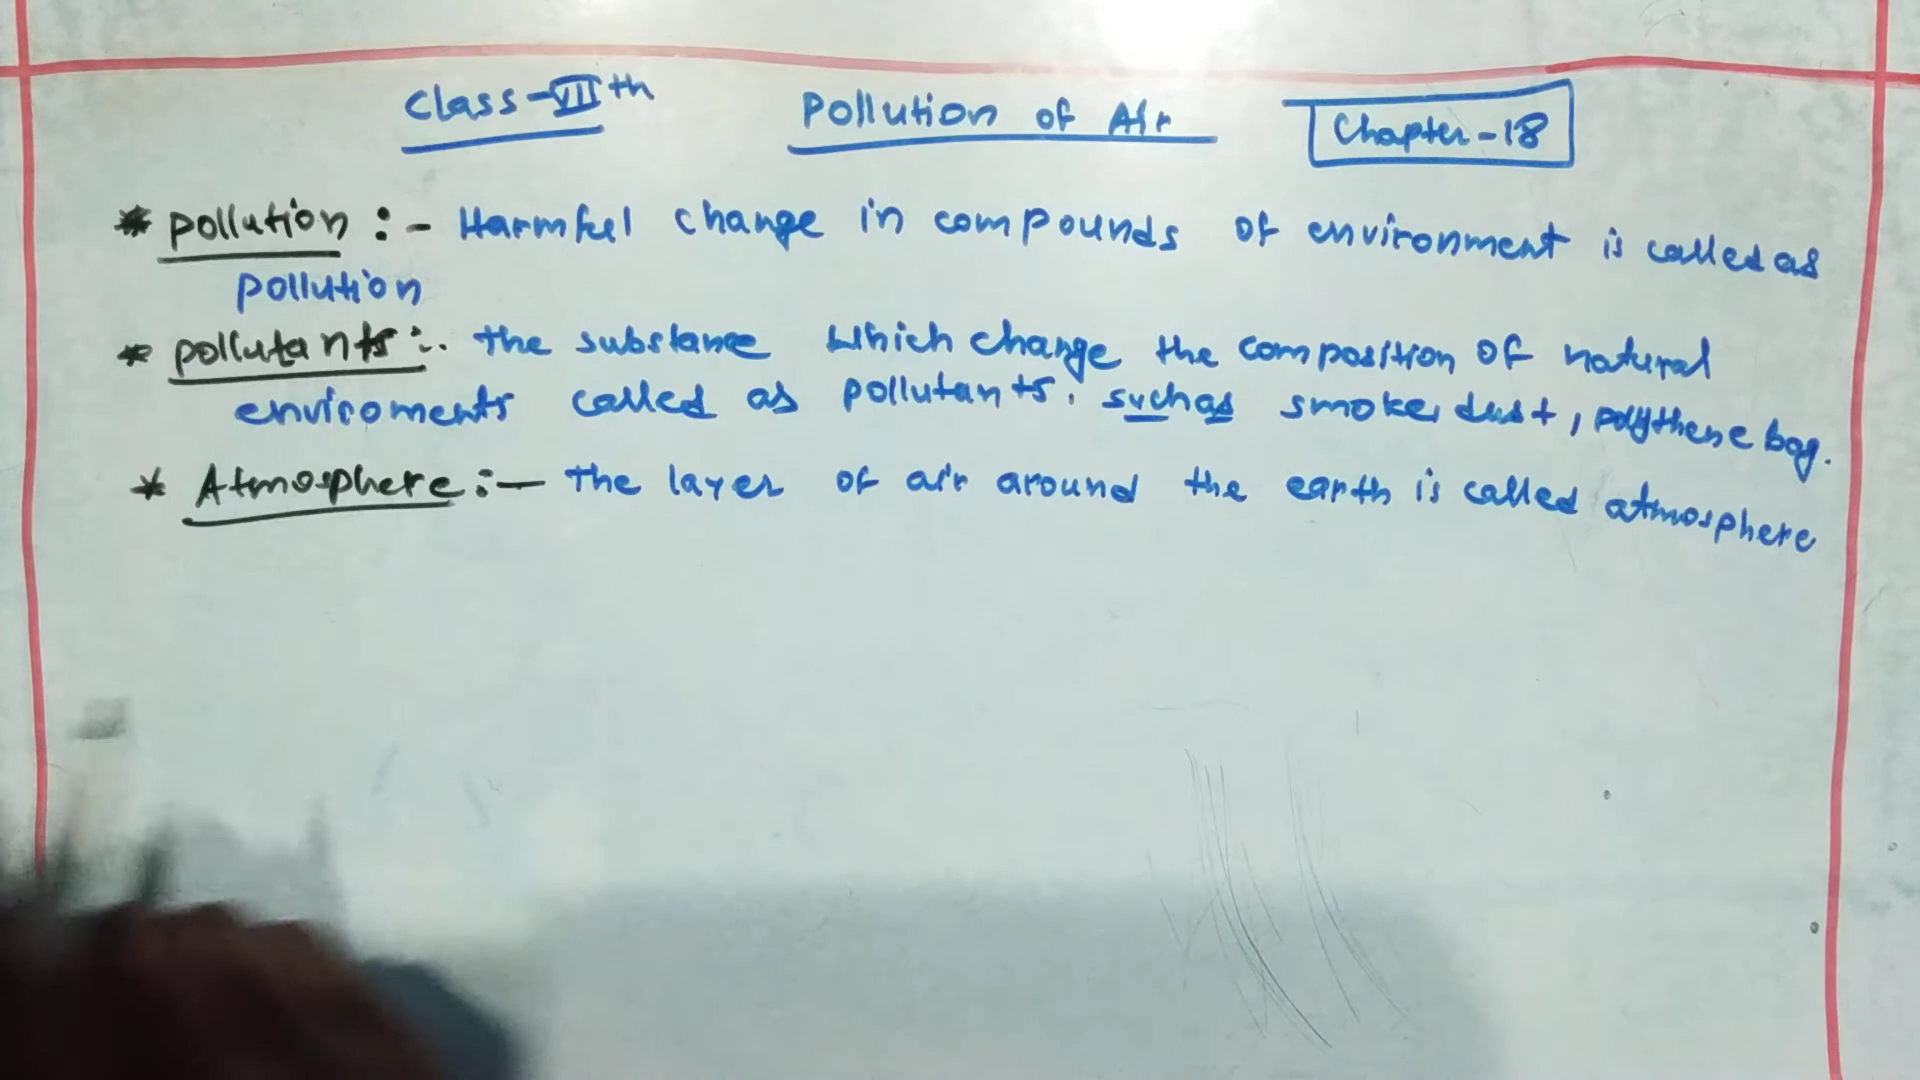 Class-VIIth Pollution of Air Chapter-18
* pollution :- Harmful change in compounds of environment is called as
pollution
* pollutants :- the substance which change the composition of natural
enviroments called as pollutants. such as smoke, dust, polythene bag.
* Atmosphere :- The layer of air around the earth is called atmosphere